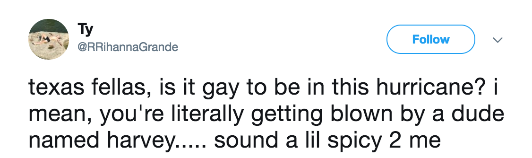 Ty
@RRihannaGrande
Follow
texas fellas, is it gay to be in this hurricane? i
mean, you're literally getting blown by a dude
named harvey..... sound a lil spicy 2 me